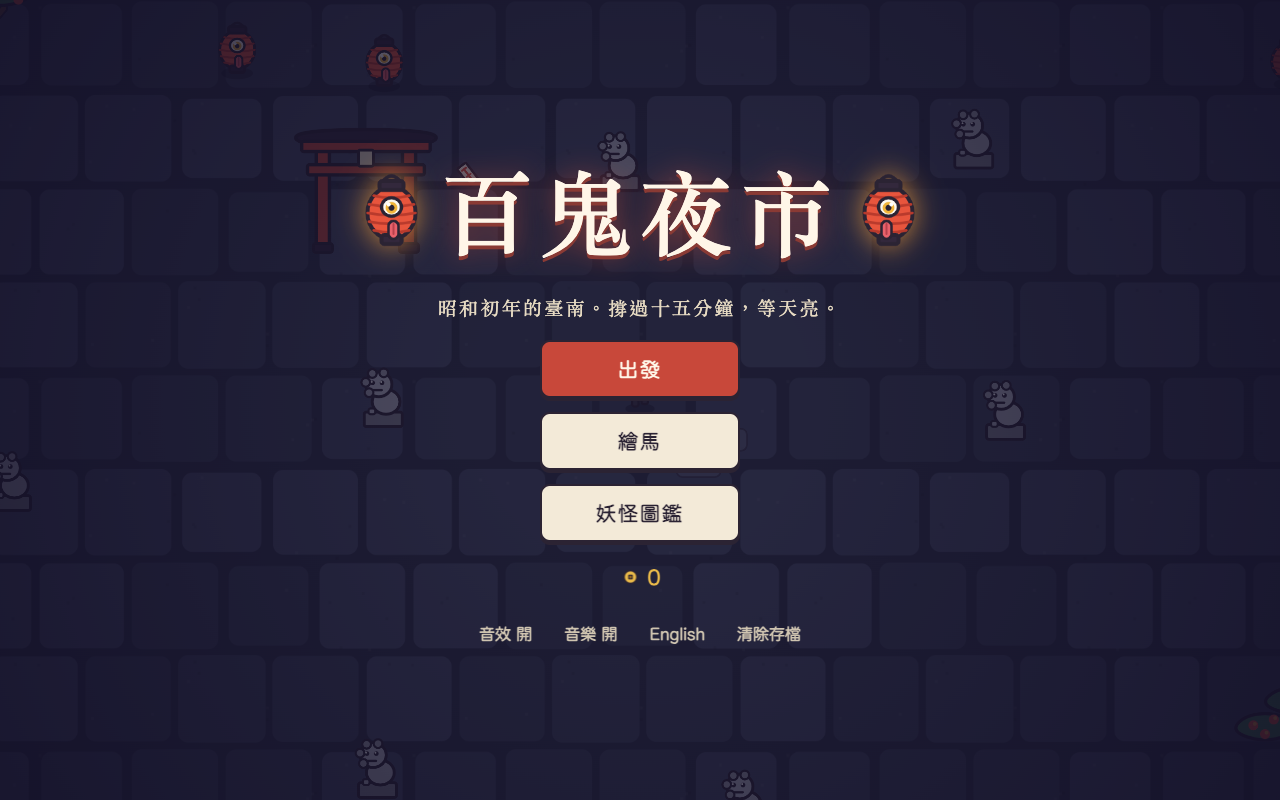 百鬼夜市
昭和初年的臺南。撐過十五分鐘，等天亮。
出發
繪馬
妖怪圖鑑
0
音效 開 音樂 開 English 清除存檔